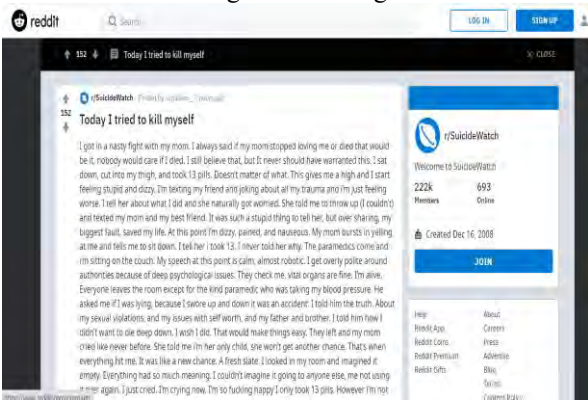 reddit
Search
LOG IN
SIGN UP
152
Today I tried to kill myself
CLOSE
152
r/SuicideWatch
Today I tried to kill myself
I got in a nasty fight with my mom. I always said if my mom stopped loving me or died that would
be it, nobody would care if I died. I still believe that, but It never should have warranted this. I sat
down, cut into my thigh, and took 13 pills. Doesn't matter of what. This gives me a high and I start
feeling stupid and dizzy. I'm texting my friend and joking about all my trauma and i'm just feeling
worse. I tell her about what I did and she naturally got worried. She told me to throw up (I couldn't)
and texted my mom and my best friend. It was such a stupid thing to tell her, but over sharing, my
biggest fault, saved my life. At this point i'm dizzy, pained, and nauseous. My mom bursts in yelling
at me and tells me to sit down. I tell her i took 13. I never told her why. The paramedics come and
i'm sitting on the couch. My speech at this point is calm, almost robotic. I get overly polite around
authorities because of deep psychological issues. They check me, vital organs are fine. I'm alive.
Everyone leaves the room except for the kind paramedic who was taking my blood pressure. He
asked me if I was lying, because I swore up and down it was an accident. I told him the truth. About
my sexual violations, and my issues with self worth, and my father and brother. I told him how I
didn't want to die deep down. I wish I did. That would make things easy. They left and my mom
cried like never before. She told me i'm her only child, she won't get another chance. That's when
everything hit me. It was like a new chance. A fresh slate. I looked in my room and imagined it
empty. Everything had so much meaning. I couldn't imagine it going to anyone else, me not using
it ever again. I just cried. I'm crying now. I'm so fucking happy I only took 13 pills. However I'm not
r/SuicideWatch
Welcome to SuicideWatch
222k
693
Members
Online
Created Dec 16, 2008
JOIN
Help
About
Reddit App
Careers
Reddit Coins
Press
Reddit Premium
Advertise
Reddit Gifts
Blog
Terms
Content Policy